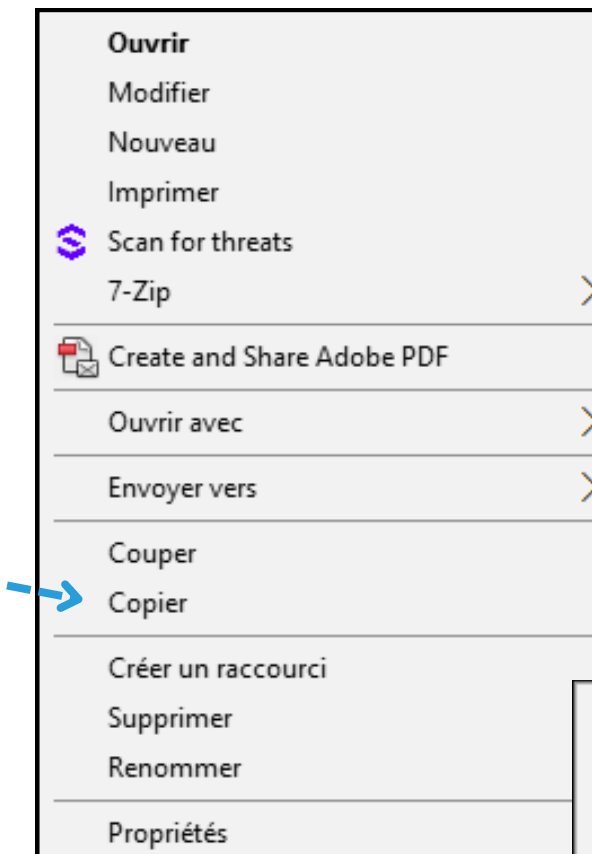 Ouvrir
Modifier
Nouveau
Imprimer
Scan for threats
7-Zip
Create and Share Adobe PDF
Ouvrir avec
Envoyer vers
Couper
Copier
Créer un raccourci
Supprimer
Renommer
Propriétés